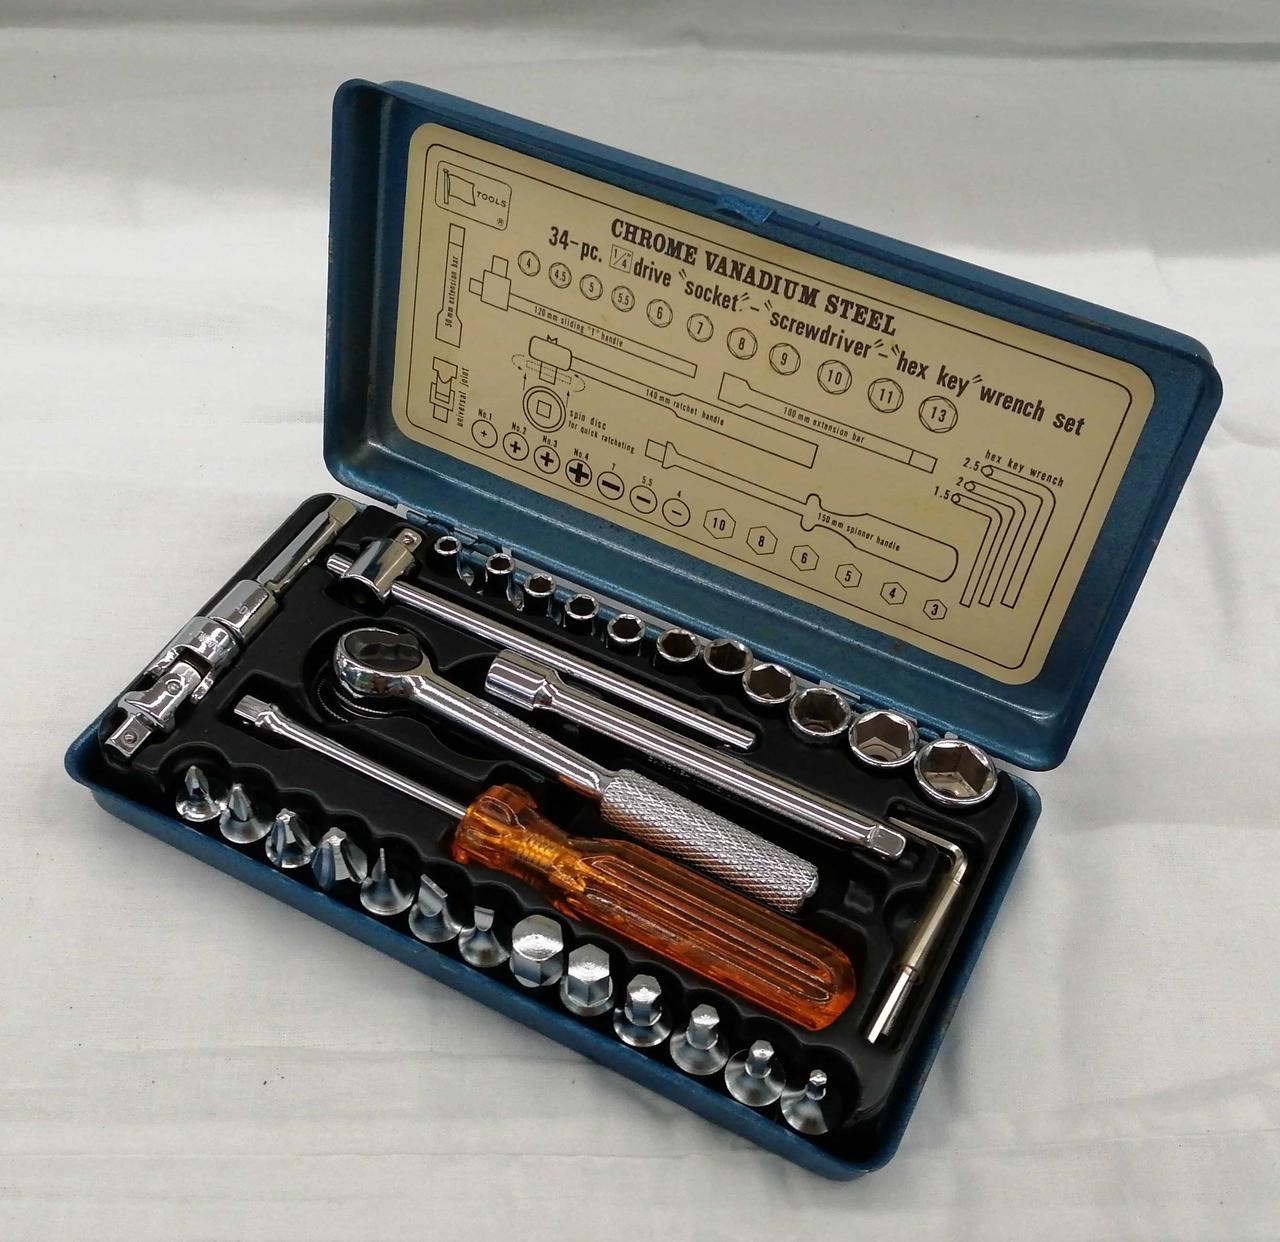 TOOLS
®
CHROME VANADIUM STEEL
34-pc. 1/4" drive "socket"-"screwdriver"-"hex key" wrench set
4
4.5
5
5.5
6
7
8
9
10
11
13
50 mm extension bar
120 mm sliding "T" handle
universal joint
140 mm ratchet handle
100 mm extension bar
spin disc
for quick ratcheting
hex key wrench
2.5
2
1.5
150 mm spinner handle
No.1
No.2
No.3
No.4
7
5.5
4
10
8
6
5
4
3